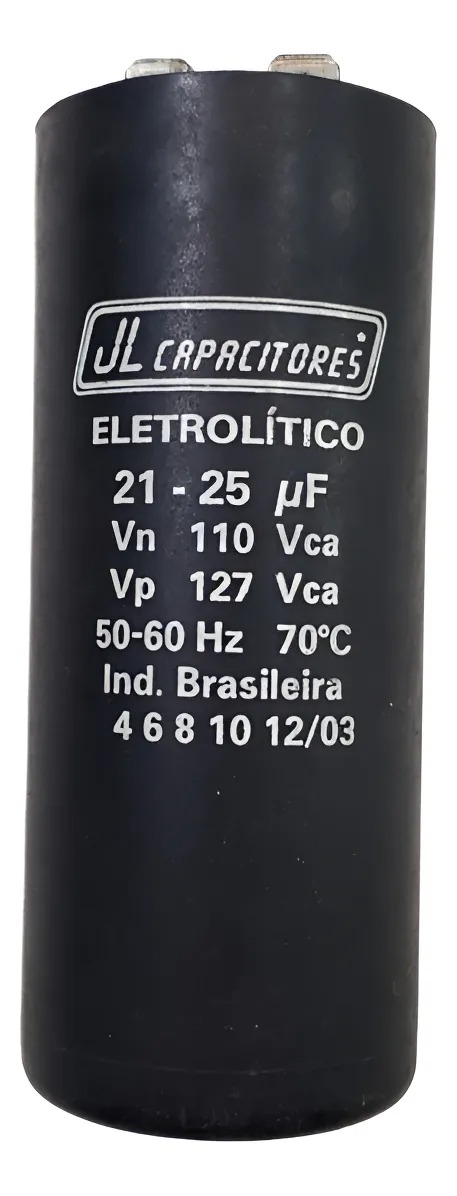 JL CAPACITORES
ELETROLÍTICO
21 - 25 µF
Vn 110 Vca
Vp 127 Vca
50-60 Hz 70°C
Ind. Brasileira
4 6 8 10 12/03